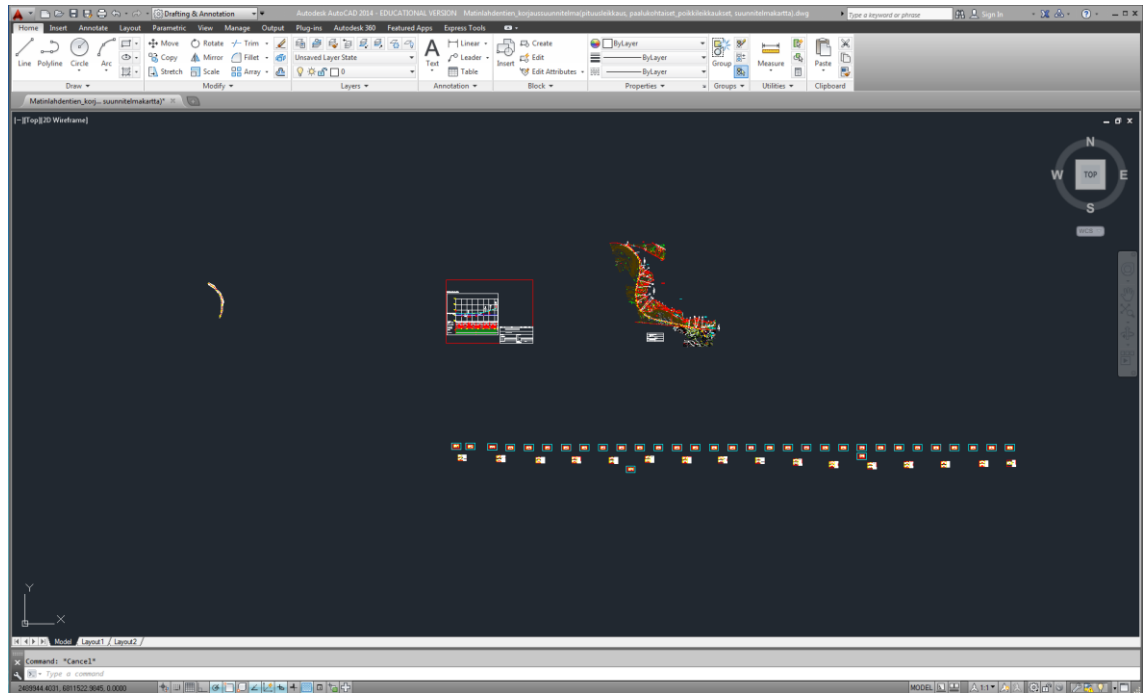 Drafting & Annotation
Autodesk AutoCAD 2014 - EDUCATIONAL VERSION Matinlahdentien_korjaussuunnitelma(pituusleikkaus, paalukohtaiset_poikkileikkaukset, suunnitelmakartta).dwg
Type a keyword or phrase
Sign In
Home Insert Annotate Layout Parametric View Manage Output Plug-ins Autodesk 360 Featured Apps Express Tools
Line Polyline Circle Arc
Move Rotate Trim
Copy Mirror Fillet
Stretch Scale Array
Unsaved Layer State
0
Text
Linear
Leader
Table
Insert
Create
Edit
Edit Attributes
ByLayer
ByLayer
ByLayer
Group
Measure
Paste
Draw Modify Layers Annotation Block Properties Groups Utilities Clipboard
Matinlahdentien_korj... suunnitelmakartta)*
[−][Top][2D Wireframe]
N
W TOP E
S
WCS
Y
X
Model Layout1 Layout2
Command: *Cancel*
Type a command
2409944.4031, 6811522.9645, 0.0000
MODEL
1:1